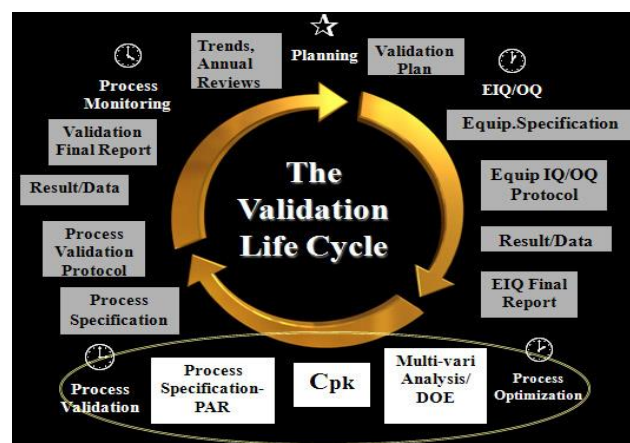 Planning
Validation
Plan
EIQ/OQ
Equip.Specification
Equip IQ/OQ
Protocol
Result/Data
EIQ Final
Report
Process
Optimization
Multi-vari
Analysis/
DOE
Cpk
Process
Specification-
PAR
Process
Validation
Process
Specification
Process
Validation
Protocol
Result/Data
Validation
Final Report
Process
Monitoring
Trends,
Annual
Reviews
The
Validation
Life Cycle